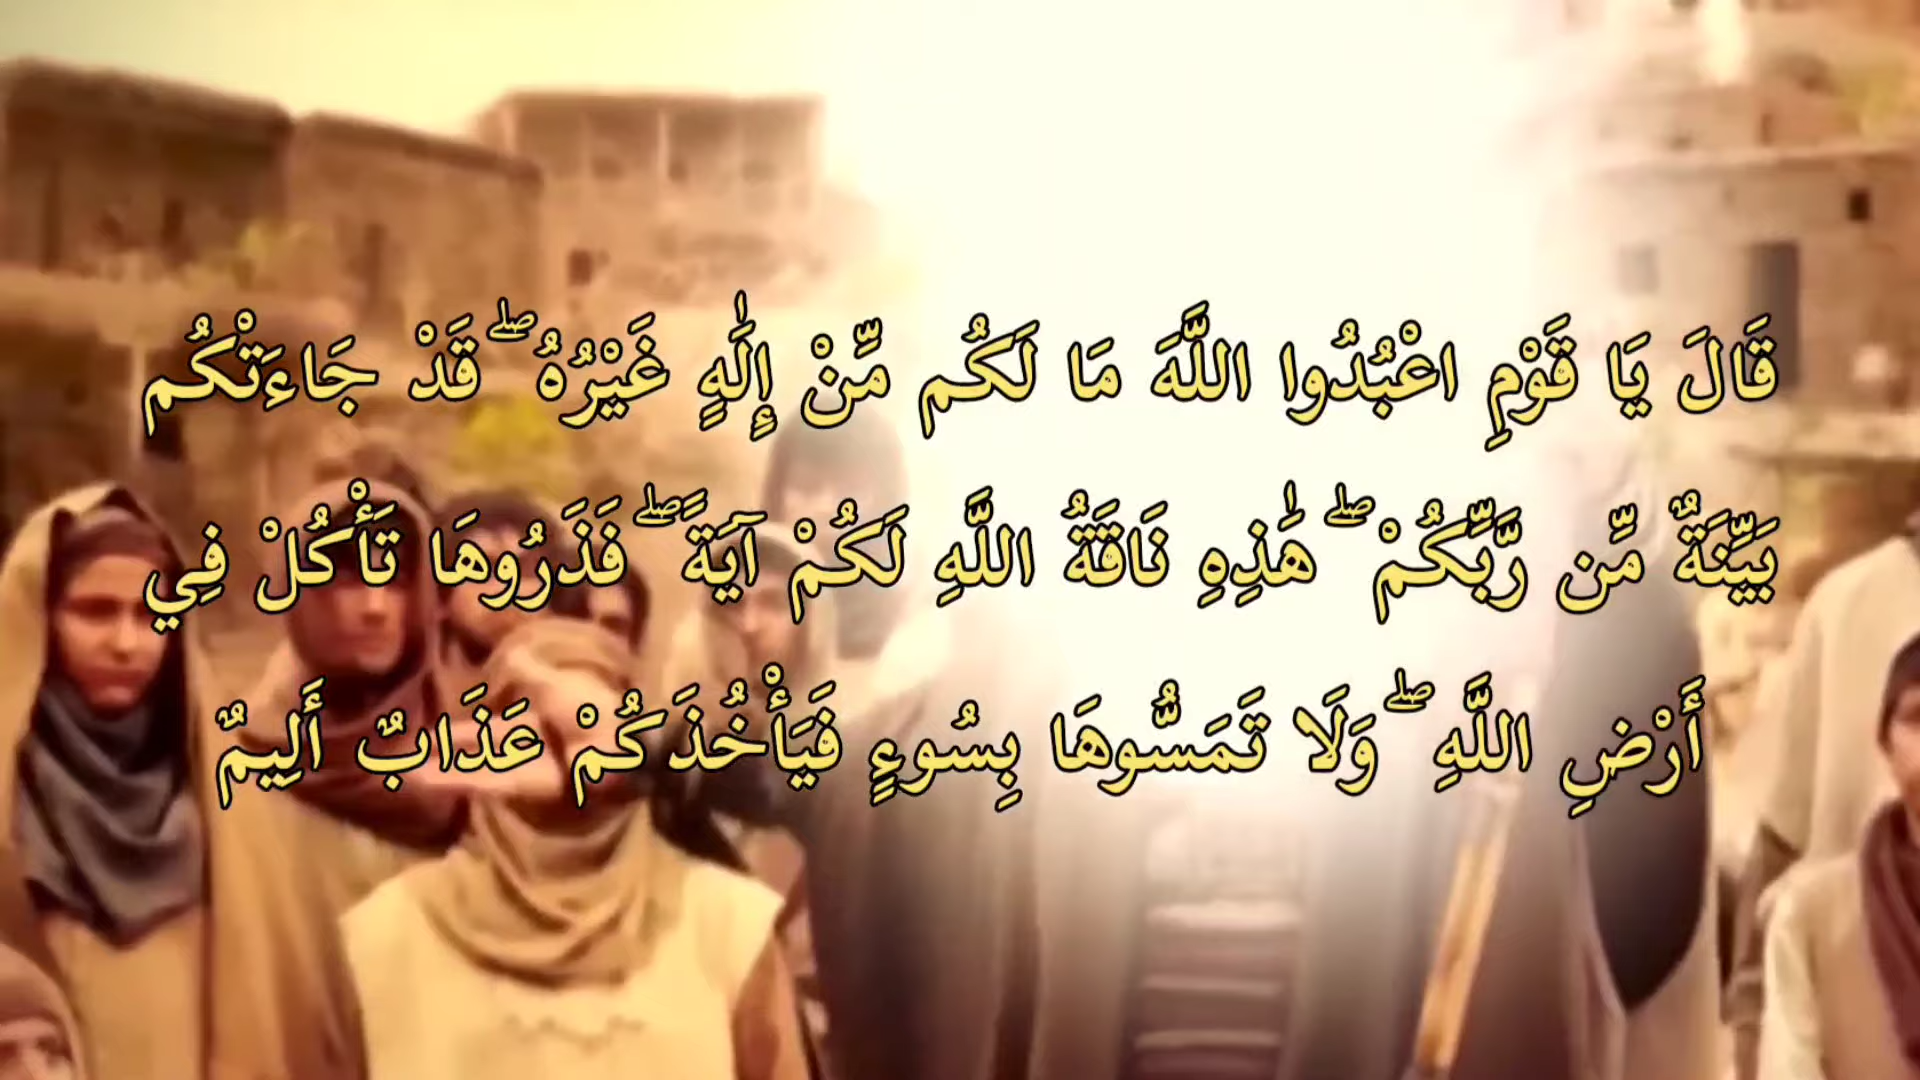 قَالَ يَا قَوْمِ اعْبُدُوا اللَّهَ مَا لَكُم مِّنْ إِلَٰهٍ غَيْرُهُ ۖ قَدْ جَاءَتْكُم
بَيِّنَةٌ مِّن رَّبِّكُمْ ۖ هَٰذِهِ نَاقَةُ اللَّهِ لَكُمْ آيَةً ۖ فَذَرُوهَا تَأْكُلْ فِي
أَرْضِ اللَّهِ ۖ وَلَا تَمَسُّوهَا بِسُوءٍ فَيَأْخُذَكُمْ عَذَابٌ أَلِيمٌ